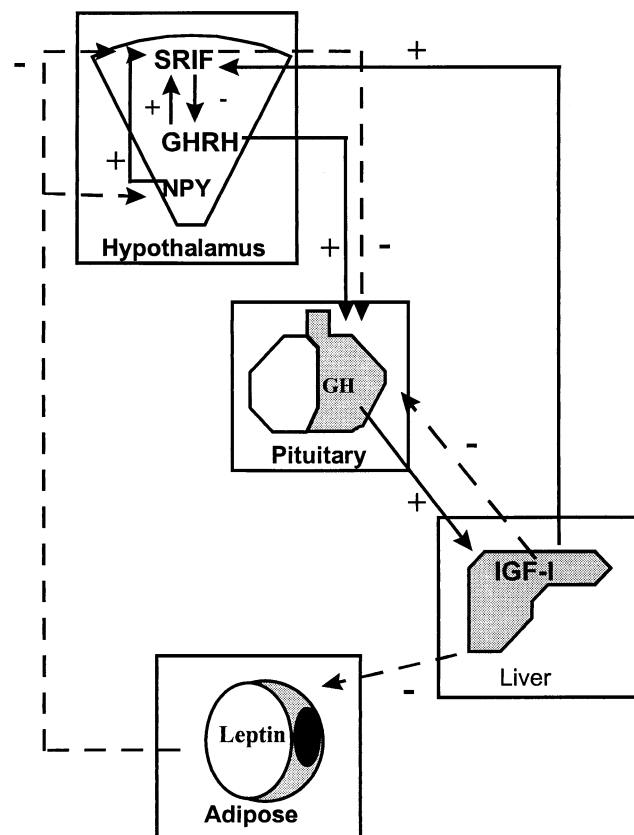 +
-
SRIF
+
-
GHRH
+
NPY
Hypothalamus
+
-
GH
Pituitary
-
+
IGF-I
Liver
-
Leptin
Adipose